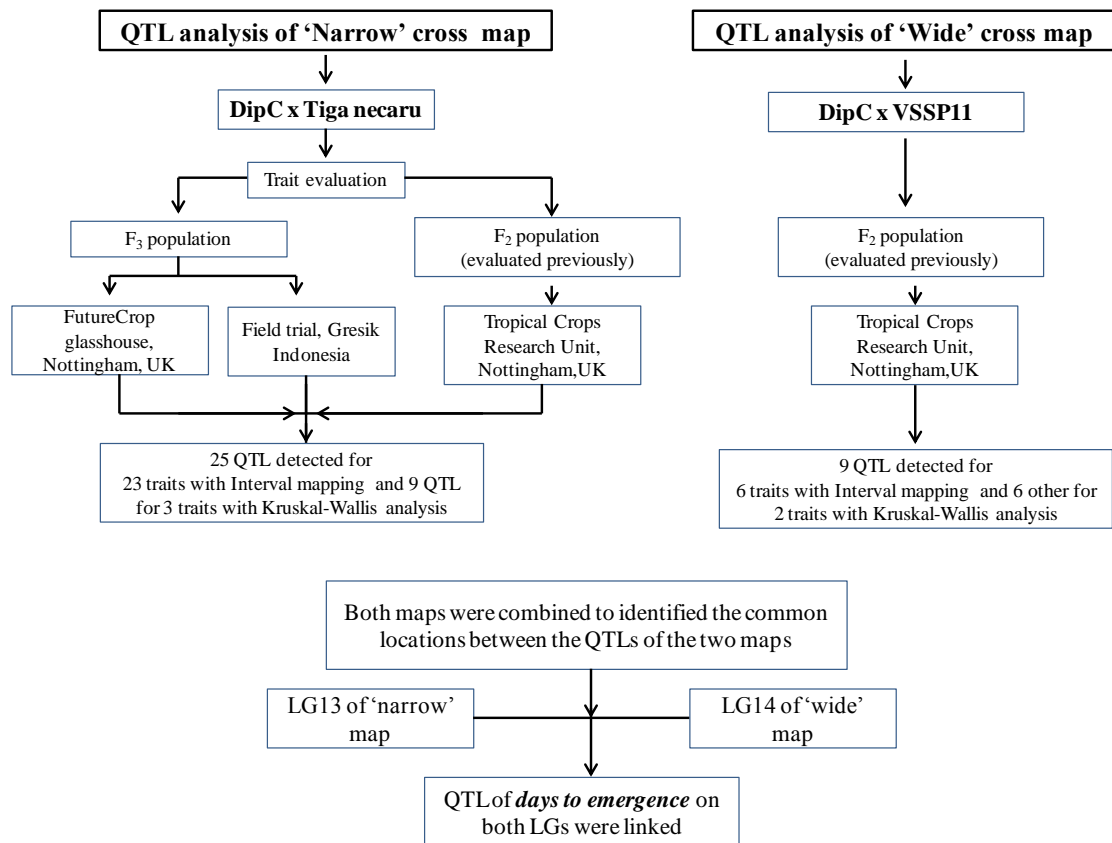 QTL analysis of ‘Narrow’ cross map
DipC x Tiga necaru
Trait evaluation
F₃ population
F₂ population
(evaluated previously)
FutureCrop
glasshouse,
Nottingham, UK
Field trial, Gresik
Indonesia
Tropical Crops
Research Unit,
Nottingham,UK
25 QTL detected for
23 traits with Interval mapping and 9 QTL
for 3 traits with Kruskal-Wallis analysis
QTL analysis of ‘Wide’ cross map
DipC x VSSP11
F₂ population
(evaluated previously)
Tropical Crops
Research Unit,
Nottingham,UK
9 QTL detected for
6 traits with Interval mapping and 6 other for
2 traits with Kruskal-Wallis analysis
Both maps were combined to identified the common
locations between the QTLs of the two maps
LG13 of ‘narrow’
map
LG14 of ‘wide’
map
QTL of days to emergence on
both LGs were linked